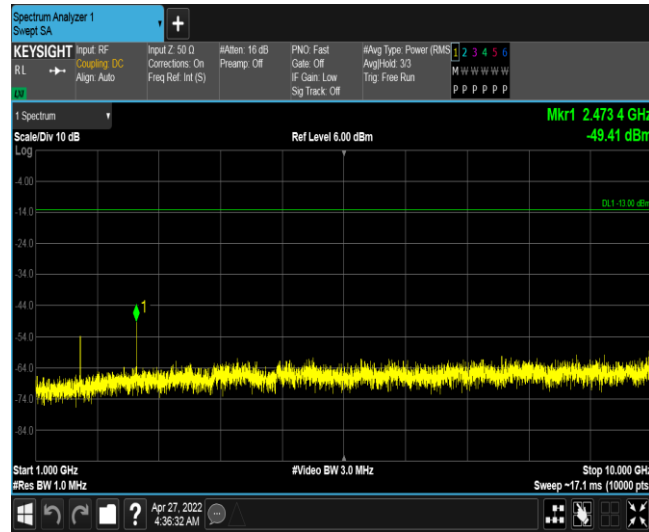 Spectrum Analyzer 1
Swept SA
+
KEYSIGHT
RL
Input: RF
Coupling: DC
Align: Auto
Input Z: 50 Ω
Corrections: On
Freq Ref: Int (S)
#Atten: 16 dB
Preamp: Off
PNO: Fast
Gate: Off
IF Gain: Low
Sig Track: Off
#Avg Type: Power (RMS
Avg|Hold: 3/3
Trig: Free Run
1 2 3 4 5 6
M W W W W W
P P P P P P
1 Spectrum
Scale/Div 10 dB
Log
Ref Level 6.00 dBm
Mkr1 2.473 4 GHz
-49.41 dBm
DL1 -13.00 dBm
-4.00
-14.0
-24.0
-34.0
-44.0
-54.0
-64.0
-74.0
-84.0
1
Start 1.000 GHz
#Res BW 1.0 MHz
#Video BW 3.0 MHz
Stop 10.000 GHz
Sweep ~17.1 ms (10000 pts
?
Apr 27, 2022
4:36:32 AM